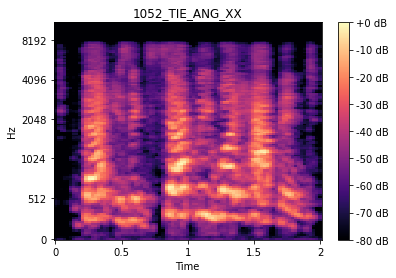 1052_TIE_ANG_XX
8192
4096
2048
1024
512
0
Hz
0
0.5
1
1.5
2
Time
+0 dB
-10 dB
-20 dB
-30 dB
-40 dB
-50 dB
-60 dB
-70 dB
-80 dB